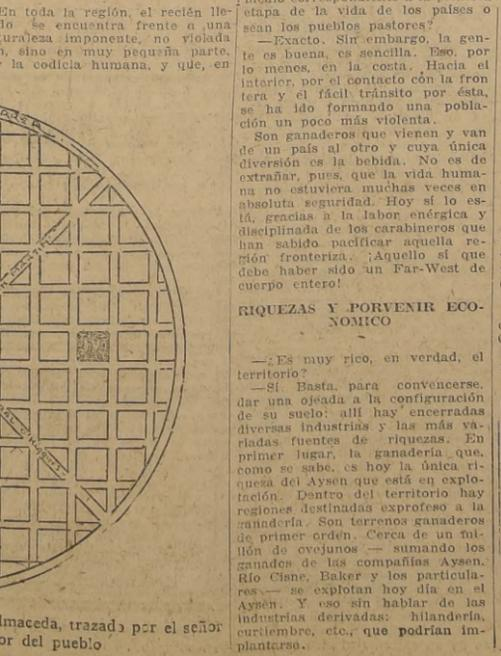 En toda la región, el recién lle-
se encuentra frente a una
imponente, no violada
sino en muy pequeña parte,
la codicia humana, y que, en
lmaceda, trazado por el señor
or del pueblo
etapa de la vida de los países o
sean los pueblos pastores?
—Exacto. Sin embargo, la gen-
te es buena, es sencilla. Eso, por
lo menos, en la costa. Hacia el
interior, por el contacto con la fron
tera y el fácil tránsito por ésta,
se ha ido formando una pobla-
ción un poco más violenta.
Son ganaderos que vienen y van
de un país al otro y cuya única
diversión es la bebida. No es de
extrañar, pues, que la vida huma-
na no estuviera muchas veces en
absoluta seguridad. Hoy sí lo es-
tá, gracias a la labor enérgica y
disciplinada de los carabineros que
han sabido pacificar aquella re-
gión fronteriza. ¡Aquello sí que
debe haber sido un Far-West de
cuerpo entero!
RIQUEZAS Y PORVENIR ECO-
NOMICO
—¿Es muy rico, en verdad, el
territorio?
—Sí. Basta, para convencerse,
dar una ojeada a la configuración
de su suelo: allí hay encerradas
diversas industrias y las más va-
riadas fuentes de riquezas. En
primer lugar, la ganadería que,
como se sabe, es hoy la única ri-
queza del Aysen que está en explo-
tación. Dentro del territorio hay
regiones destinadas exprofeso a la
ganadería. Son terrenos ganaderos
de primer orden. Cerca de un mi-
llón de ovejunos — sumando los
ganados de las compañías Aysen,
Río Cisne, Baker y los particula-
res — se explotan hoy día en el
Aysen. Y eso sin hablar de las
industrias derivadas: hilandería,
curtiembre, etc., que podrían im-
plantarse.